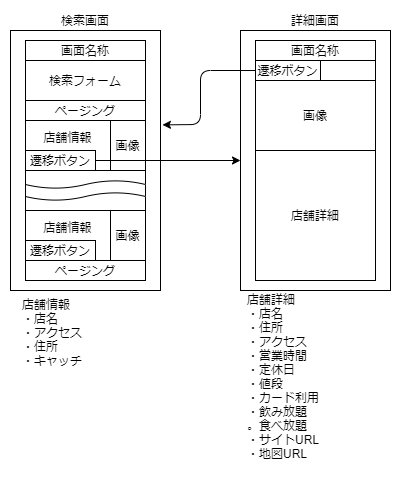 検索画面
画面名称
検索フォーム
ページング
店舗情報
画像
遷移ボタン
店舗情報
画像
遷移ボタン
ページング
店舗情報
・店名
・アクセス
・住所
・キャッチ
詳細画面
画面名称
遷移ボタン
画像
店舗詳細
店舗詳細
・店名
・住所
・アクセス
・営業時間
・定休日
・値段
・カード利用
・飲み放題
。食べ放題
・サイトURL
・地図URL